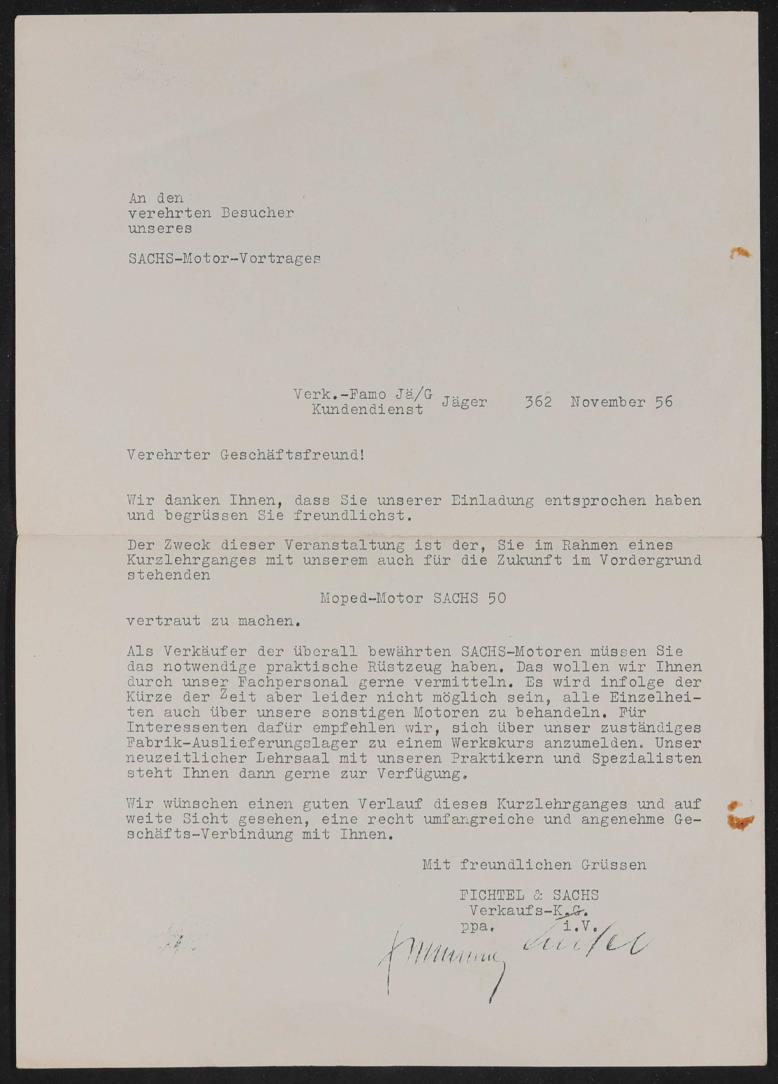 An den
verehrten Besucher
unseres
SACHS-Motor-Vortrages
Verk.-Famo Jä/G Jäger 362 November 56
Kundendienst
Verehrter Geschäftsfreund!
Wir danken Ihnen, dass Sie unserer Einladung entsprochen haben
und begrüssen Sie freundlichst.
Der Zweck dieser Veranstaltung ist der, Sie im Rahmen eines
Kurzlehrganges mit unserem auch für die Zukunft im Vordergrund
stehenden
Moped-Motor SACHS 50
vertraut zu machen.
Als Verkäufer der überall bewährten SACHS-Motoren müssen Sie
das notwendige praktische Rüstzeug haben. Das wollen wir Ihnen
durch unser Fachpersonal gerne vermitteln. Es wird infolge der
Kürze der Zeit aber leider nicht möglich sein, alle Einzelhei-
ten auch über unsere sonstigen Motoren zu behandeln. Für
Interessenten dafür empfehlen wir, sich über unser zuständiges
Fabrik-Auslieferungslager zu einem Werkskurs anzumelden. Unser
neuzeitlicher Lehrsaal mit unseren Praktikern und Spezialisten
steht Ihnen dann gerne zur Verfügung.
Wir wünschen einen guten Verlauf dieses Kurzlehrganges und auf
weite Sicht gesehen, eine recht umfangreiche und angenehme Ge-
schäfts-Verbindung mit Ihnen.
Mit freundlichen Grüssen
FICHTEL & SACHS
Verkaufs-K.G.
ppa. i.V.